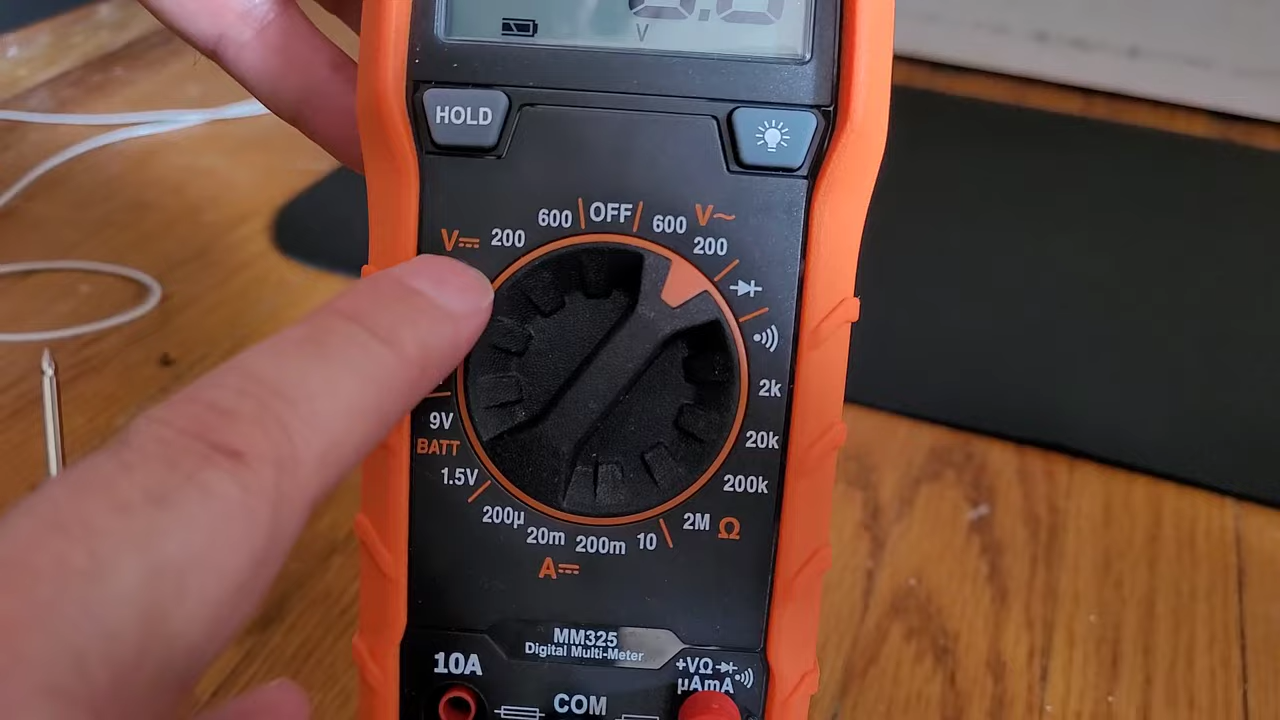 V
HOLD
600 OFF 600 V~
V⎓ 200 200
2k
9V 20k
BATT
1.5V 200k
200µ 2M Ω
20m 200m 10
A⎓
MM325
Digital Multi-Meter
10A +VΩ
µAmA
COM